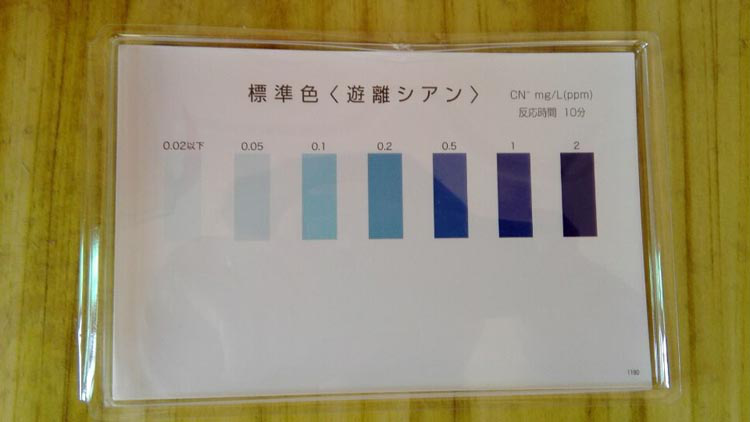 標準色〈遊離シアン〉 CN⁻ mg/L(ppm)
反応時間 10分
0.02以下 0.05 0.1 0.2 0.5 1 2
1190